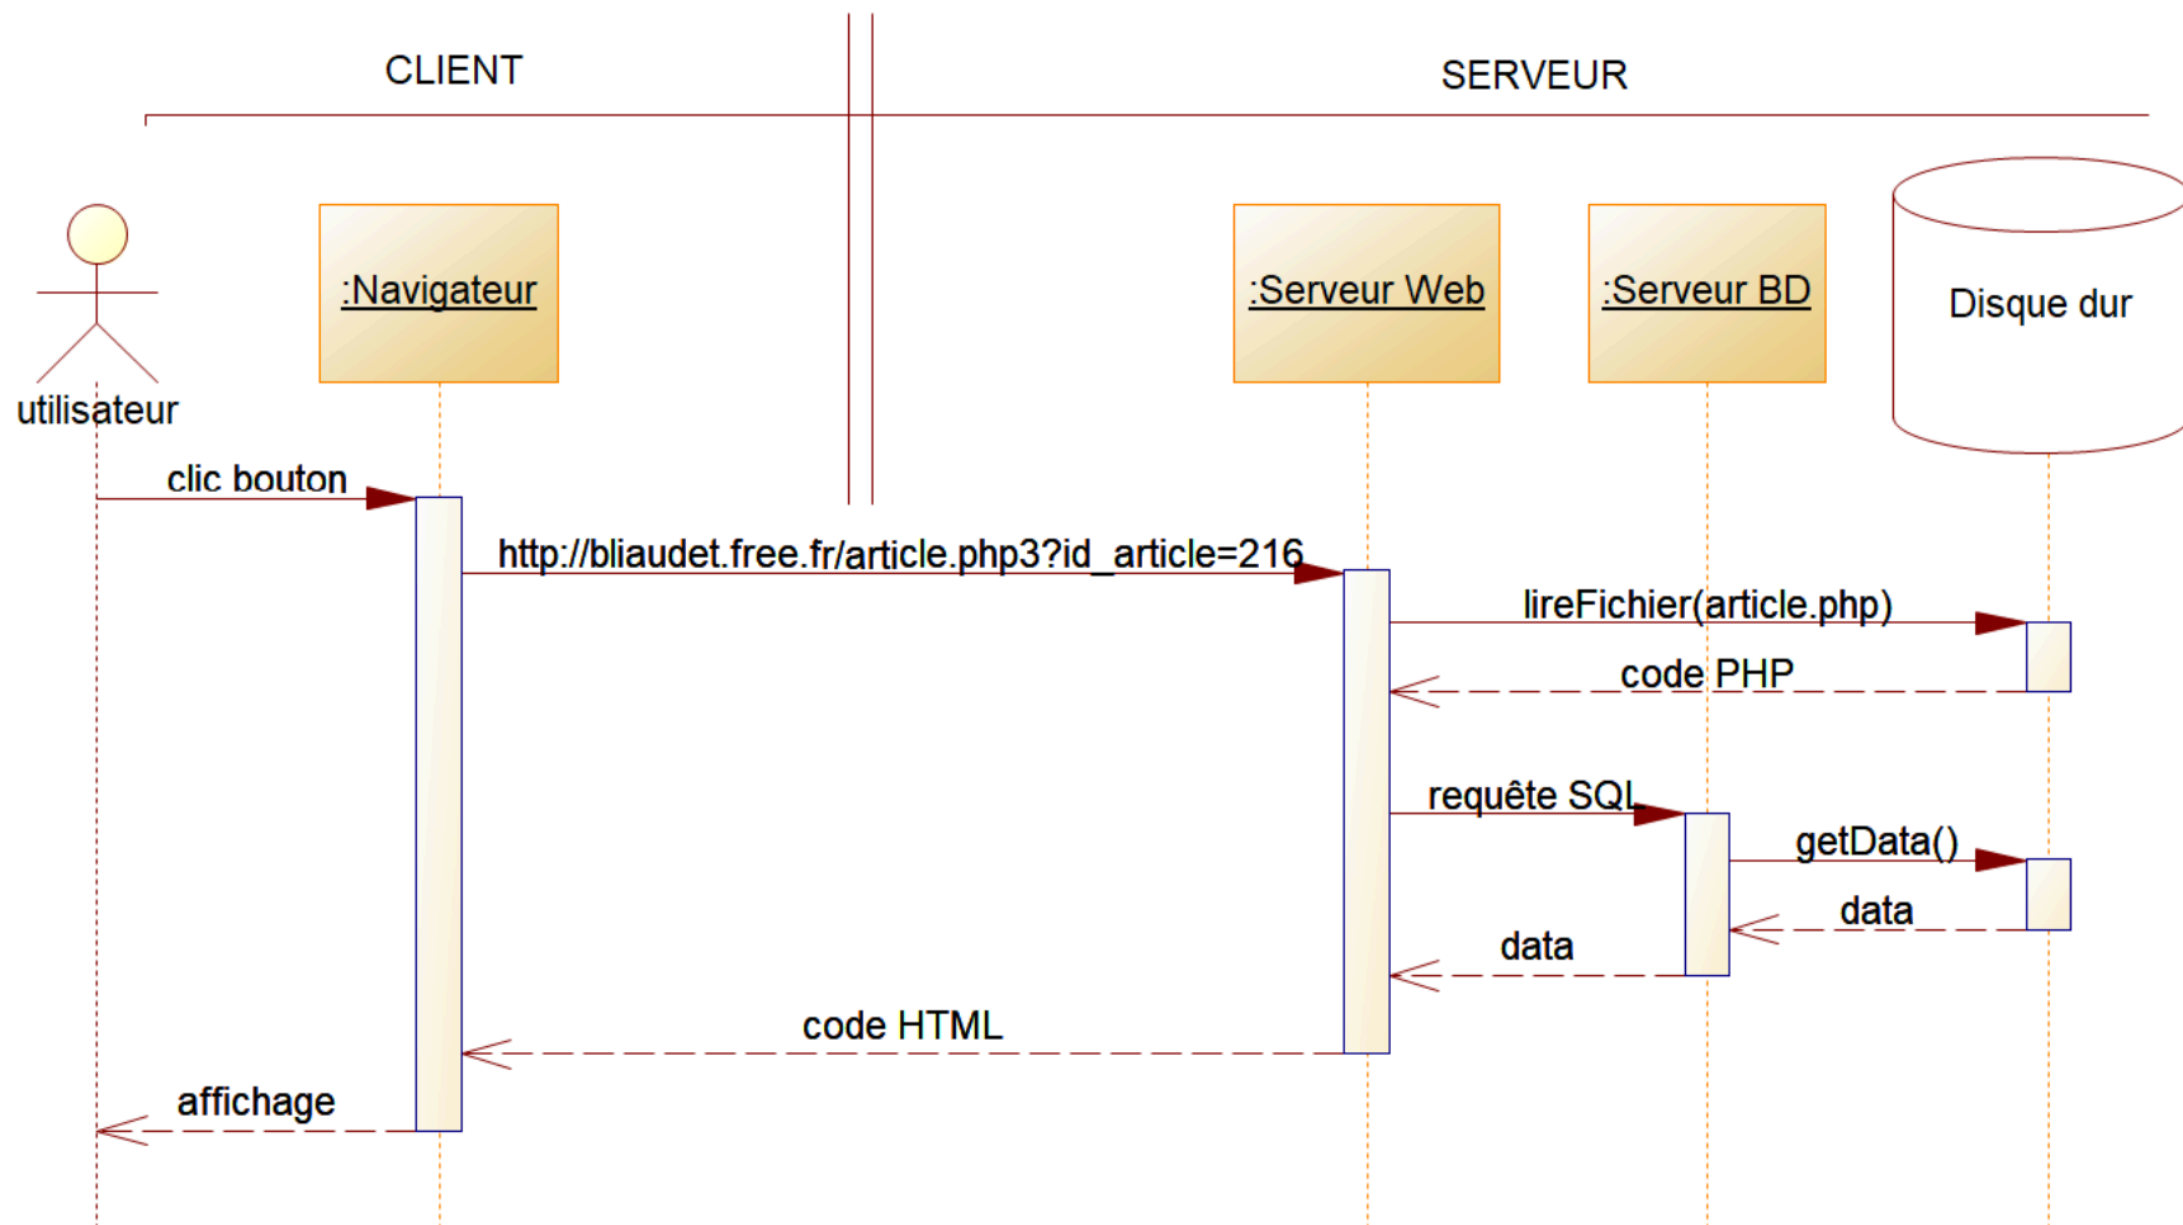 CLIENT
SERVEUR
:Navigateur
:Serveur Web
:Serveur BD
Disque dur
utilisateur
clic bouton
http://bliaudet.free.fr/article.php3?id_article=216
lireFichier(article.php)
code PHP
requête SQL
getData()
data
data
code HTML
affichage